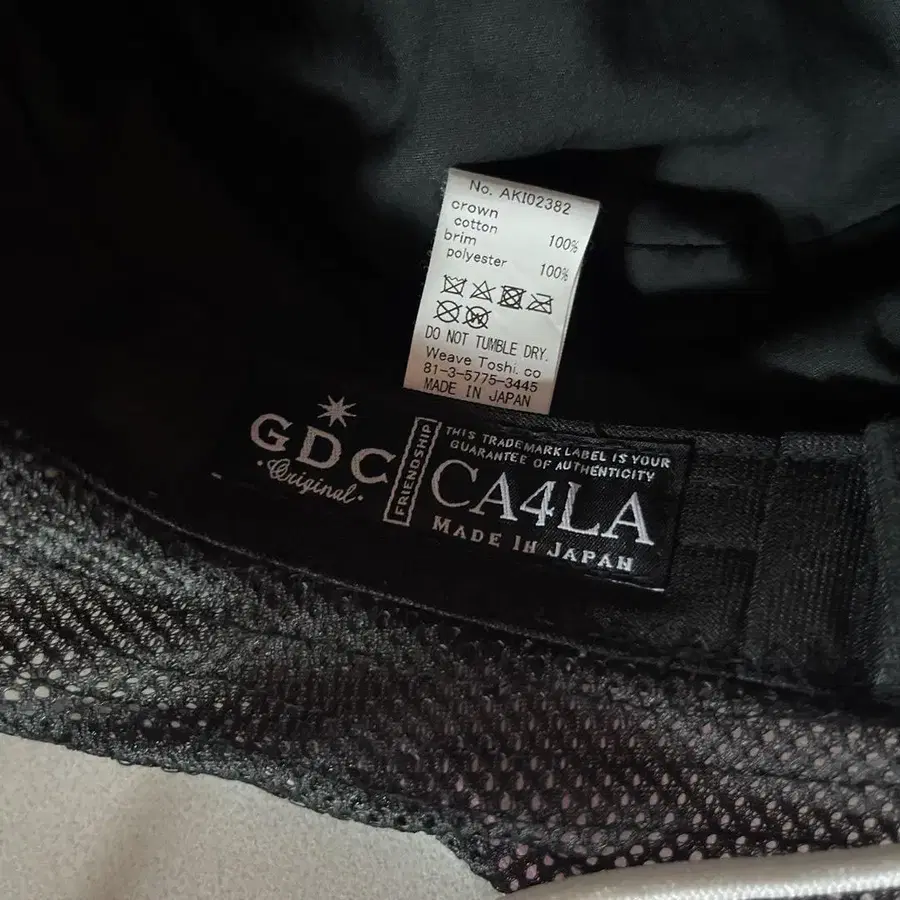 No. AKI02382
crown
cotton 100%
brim
polyester 100%
DO NOT TUMBLE DRY.
Weave Toshi. co
81-3-5775-3445
MADE IN JAPAN
GDC
Original
FRIENDSHIP
THIS TRADEMARK LABEL IS YOUR
GUARANTEE OF AUTHENTICITY
CA4LA
MADE IN JAPAN